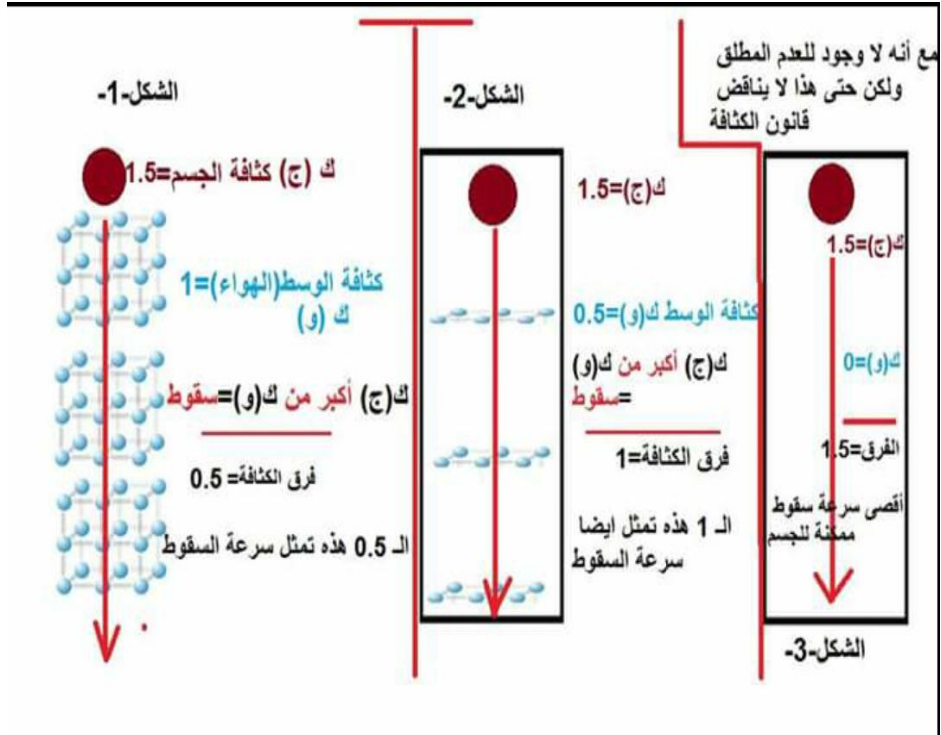 الشكل-1-
ك (ج) كثافة الجسم=1.5
كثافة الوسط(الهواء)=1
ك (و)
ك(ج) أكبر من ك(و)=سقوط
فرق الكثافة= 0.5
الـ 0.5 هذه تمثل سرعة السقوط
الشكل-2-
ك(ج)=1.5
كثافة الوسط ك(و)=0.5
ك(ج) أكبر من ك(و)
=سقوط
فرق الكثافة=1
الـ 1 هذه تمثل ايضا
سرعة السقوط
مع أنه لا وجود للعدم المطلق
ولكن حتى هذا لا يناقض
قانون الكثافة
ك(ج)=1.5
ك(و)=0
الفرق=1.5
أقصى سرعة سقوط
ممكنة للجسم
الشكل-3-